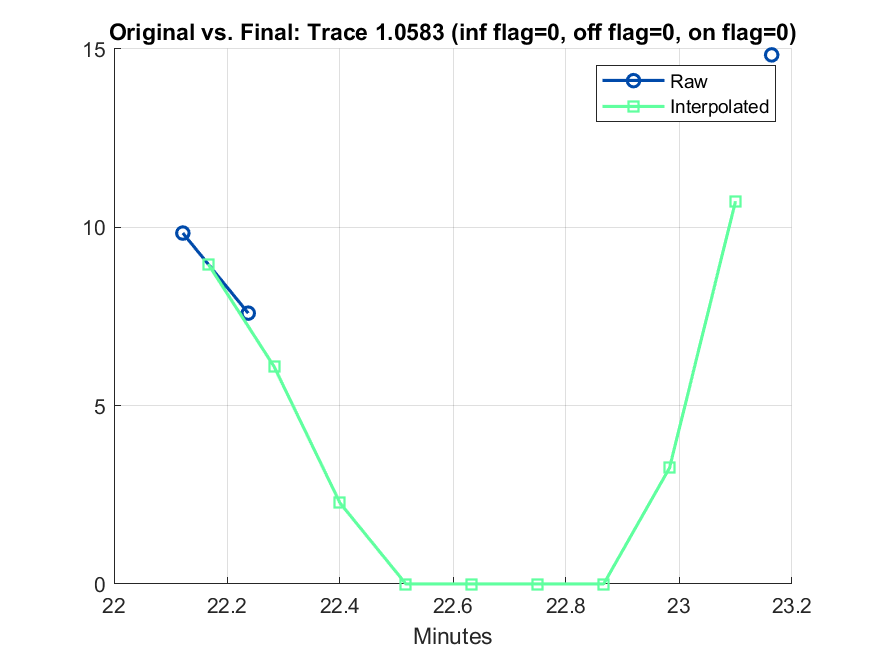 Original vs. Final: Trace 1.0583 (inf flag=0, off flag=0, on flag=0)
15
Raw
Interpolated
10
5
0
22 22.2 22.4 22.6 22.8 23 23.2
Minutes